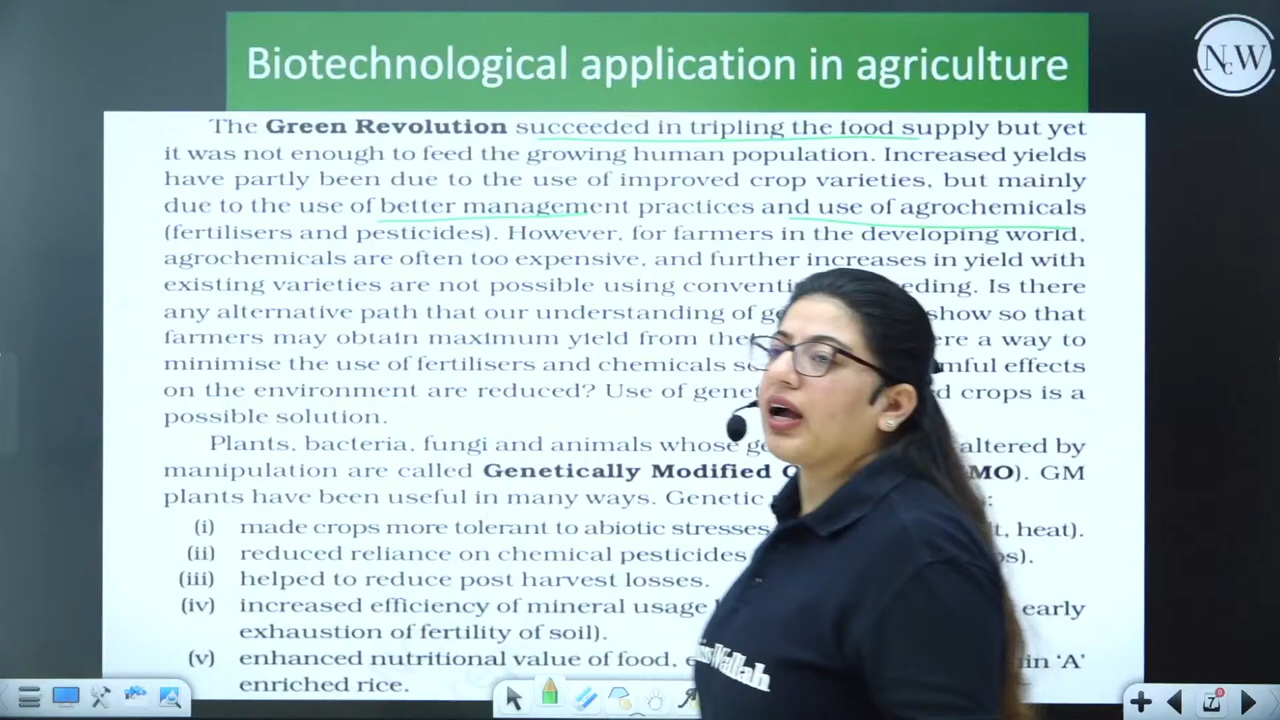 Biotechnological application in agriculture
NCW
The Green Revolution succeeded in tripling the food supply but yet
it was not enough to feed the growing human population. Increased yields
have partly been due to the use of improved crop varieties, but mainly
due to the use of better management practices and use of agrochemicals
(fertilisers and pesticides). However, for farmers in the developing world,
agrochemicals are often too expensive, and further increases in yield with
existing varieties are not possible using conventi eding. Is there
any alternative path that our understanding of ge show so that
farmers may obtain maximum yield from the ere a way to
minimise the use of fertilisers and chemicals so mful effects
on the environment are reduced? Use of genet d crops is a
possible solution.
Plants, bacteria, fungi and animals whose ge altered by
manipulation are called Genetically Modified O MO). GM
plants have been useful in many ways. Genetic :
(i) made crops more tolerant to abiotic stresses t, heat).
(ii) reduced reliance on chemical pesticides ps).
(iii) helped to reduce post harvest losses.
(iv) increased efficiency of mineral usage early
exhaustion of fertility of soil).
(v) enhanced nutritional value of food, e in 'A'
enriched rice.
Wallah